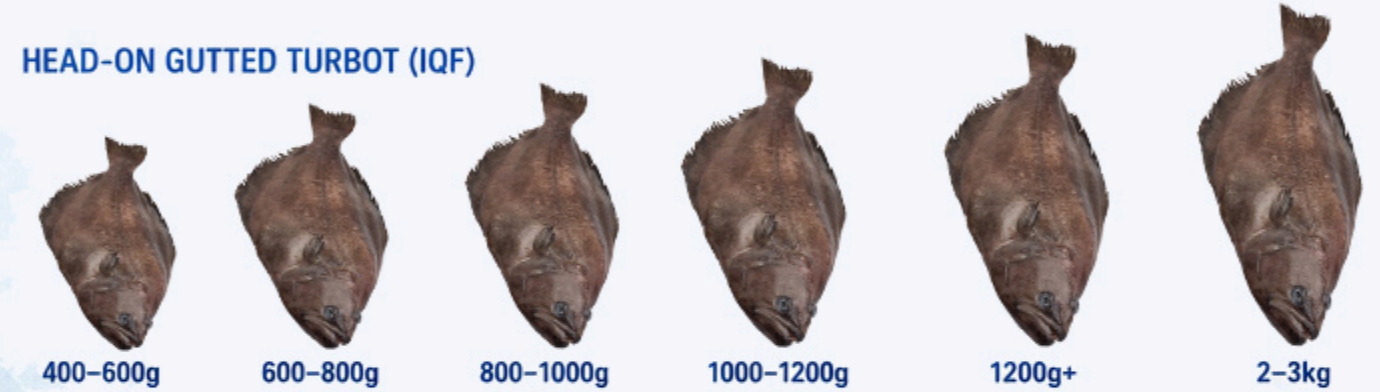 HEAD-ON GUTTED TURBOT (IQF)
400–600g
600–800g
800–1000g
1000–1200g
1200g+
2–3kg